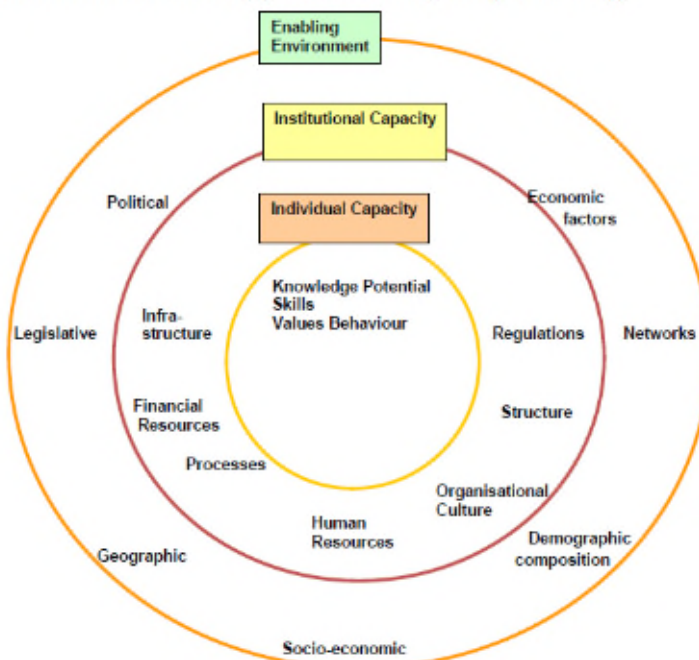 Enabling
Environment
Institutional Capacity
Individual Capacity
Political
Economic
factors
Knowledge Potential
Skills
Values Behaviour
Legislative
Infra-
structure
Regulations
Networks
Financial
Resources
Structure
Processes
Organisational
Culture
Human
Resources
Geographic
Demographic
composition
Socio-economic